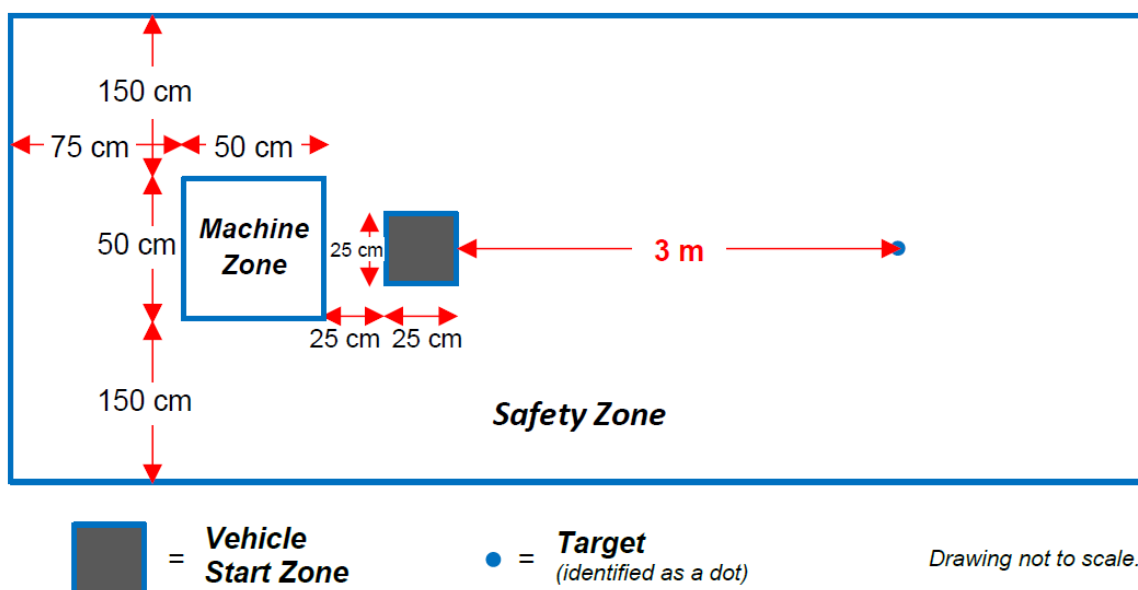 150 cm
75 cm
50 cm
50 cm
Machine
Zone
25 cm
3 m
25 cm
25 cm
150 cm
Safety Zone
=
Vehicle
Start Zone
=
Target
(identified as a dot)
Drawing not to scale.